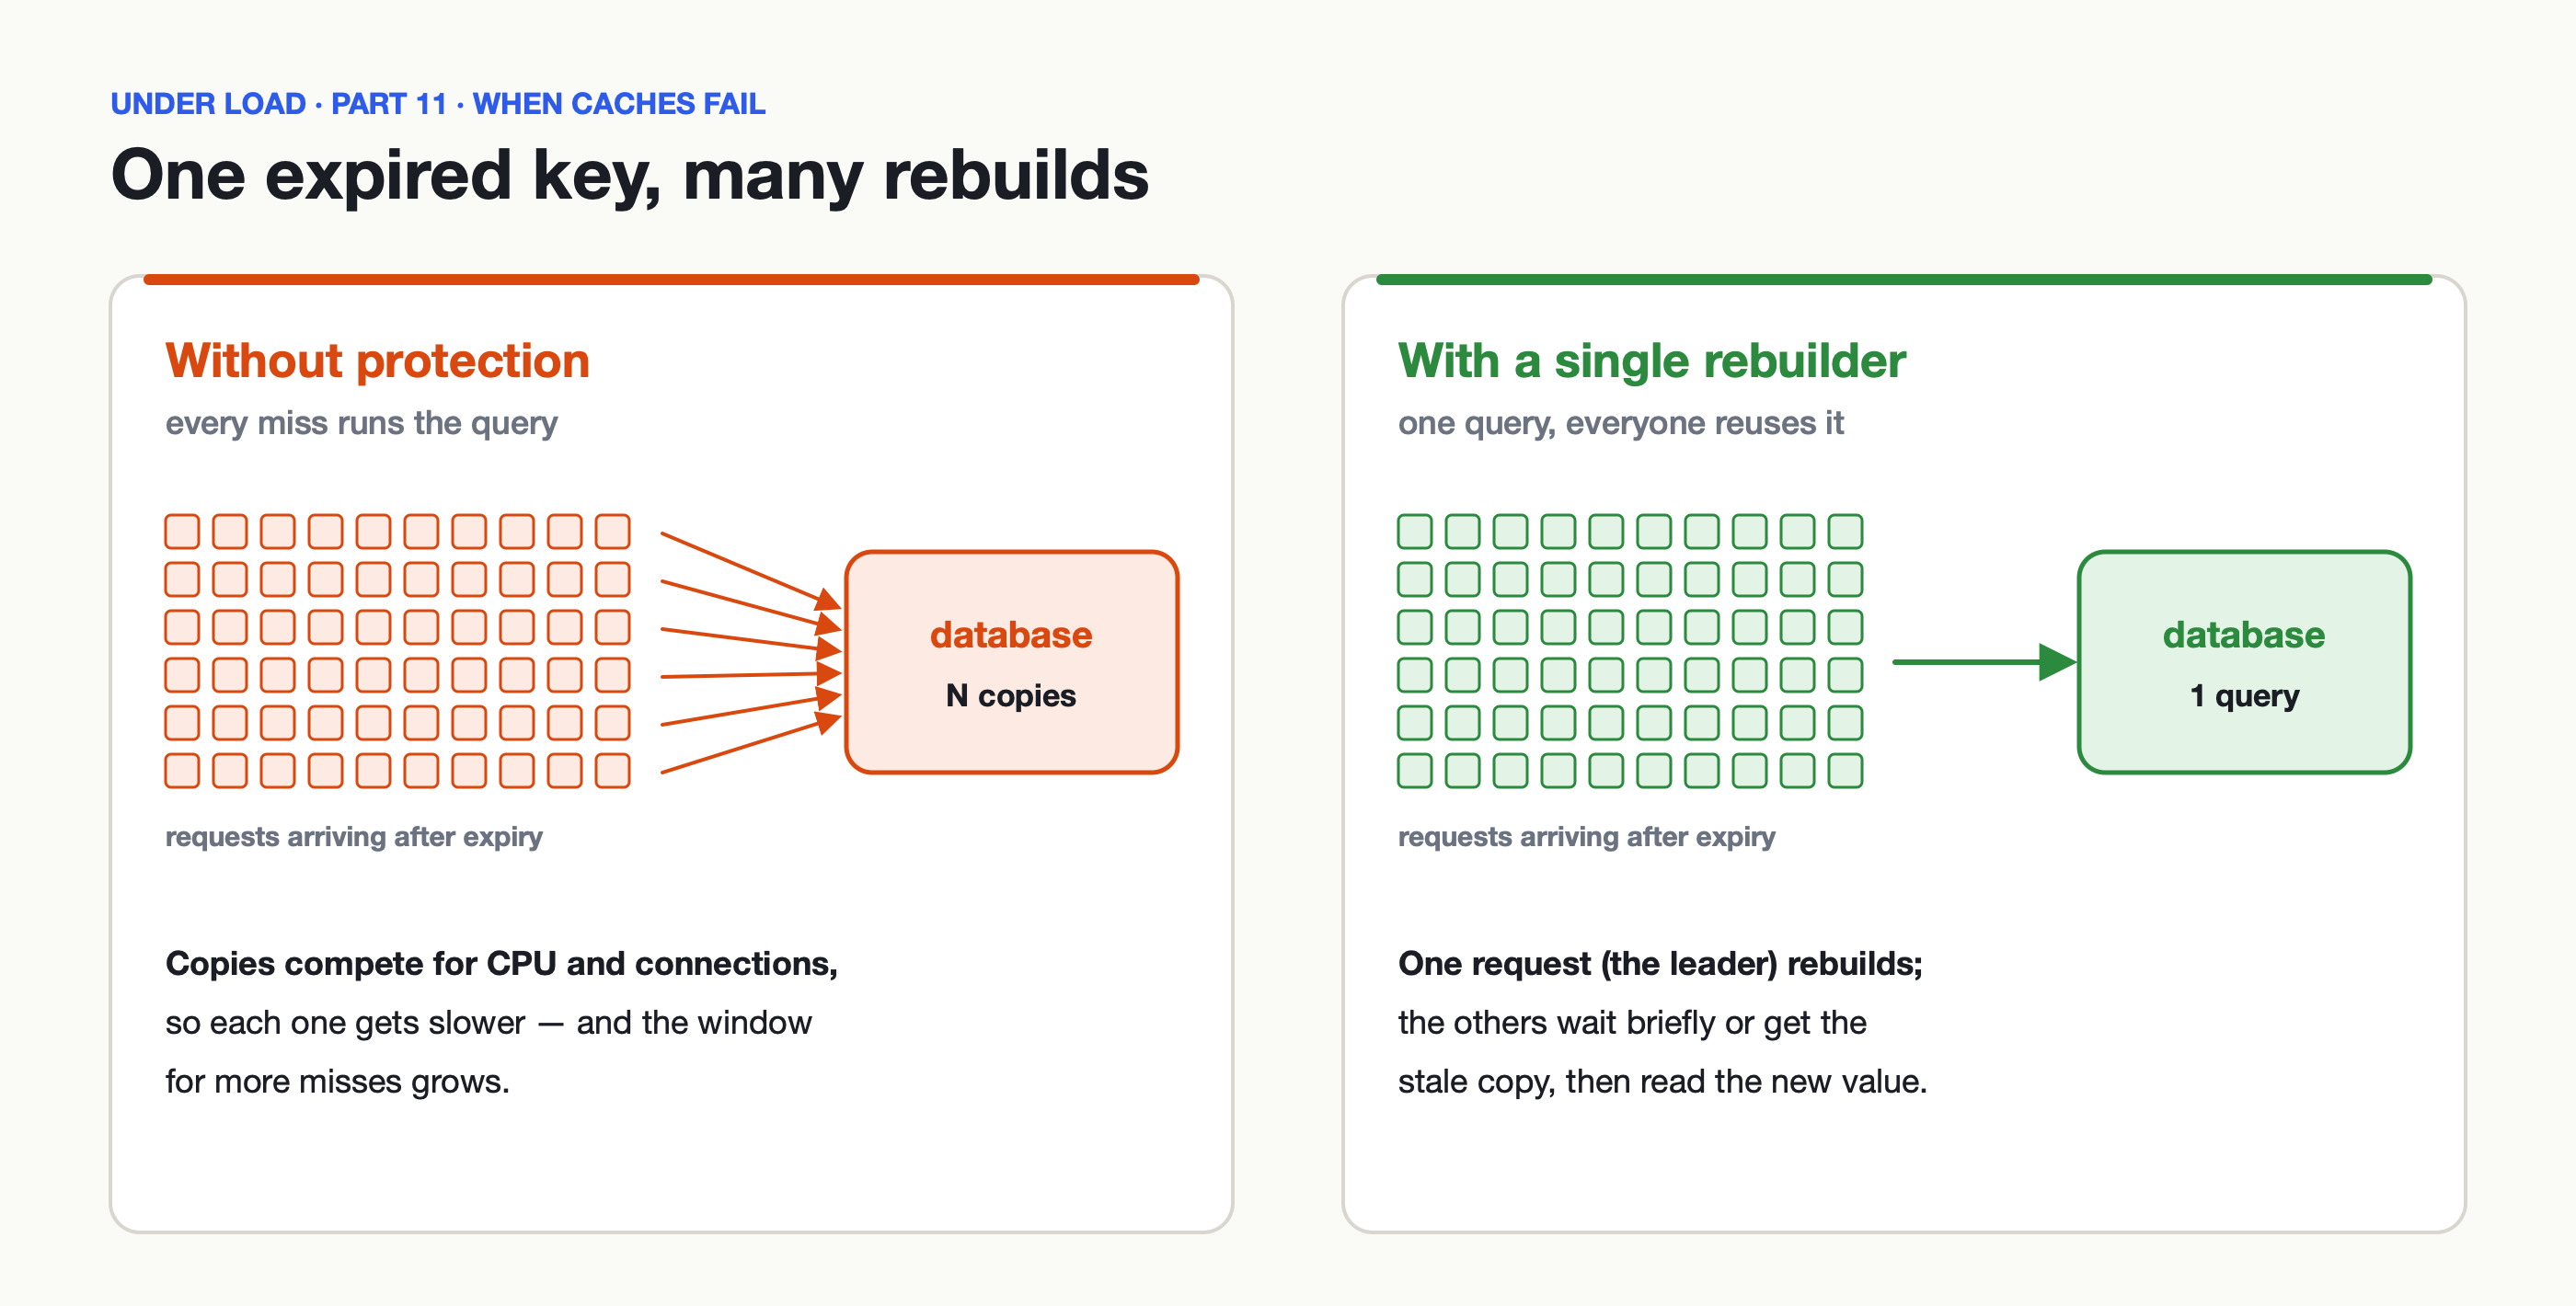 UNDER LOAD · PART 11 · WHEN CACHES FAIL
One expired key, many rebuilds
Without protection
every miss runs the query
database
N copies
requests arriving after expiry
Copies compete for CPU and connections,
so each one gets slower — and the window
for more misses grows.
With a single rebuilder
one query, everyone reuses it
database
1 query
requests arriving after expiry
One request (the leader) rebuilds;
the others wait briefly or get the
stale copy, then read the new value.